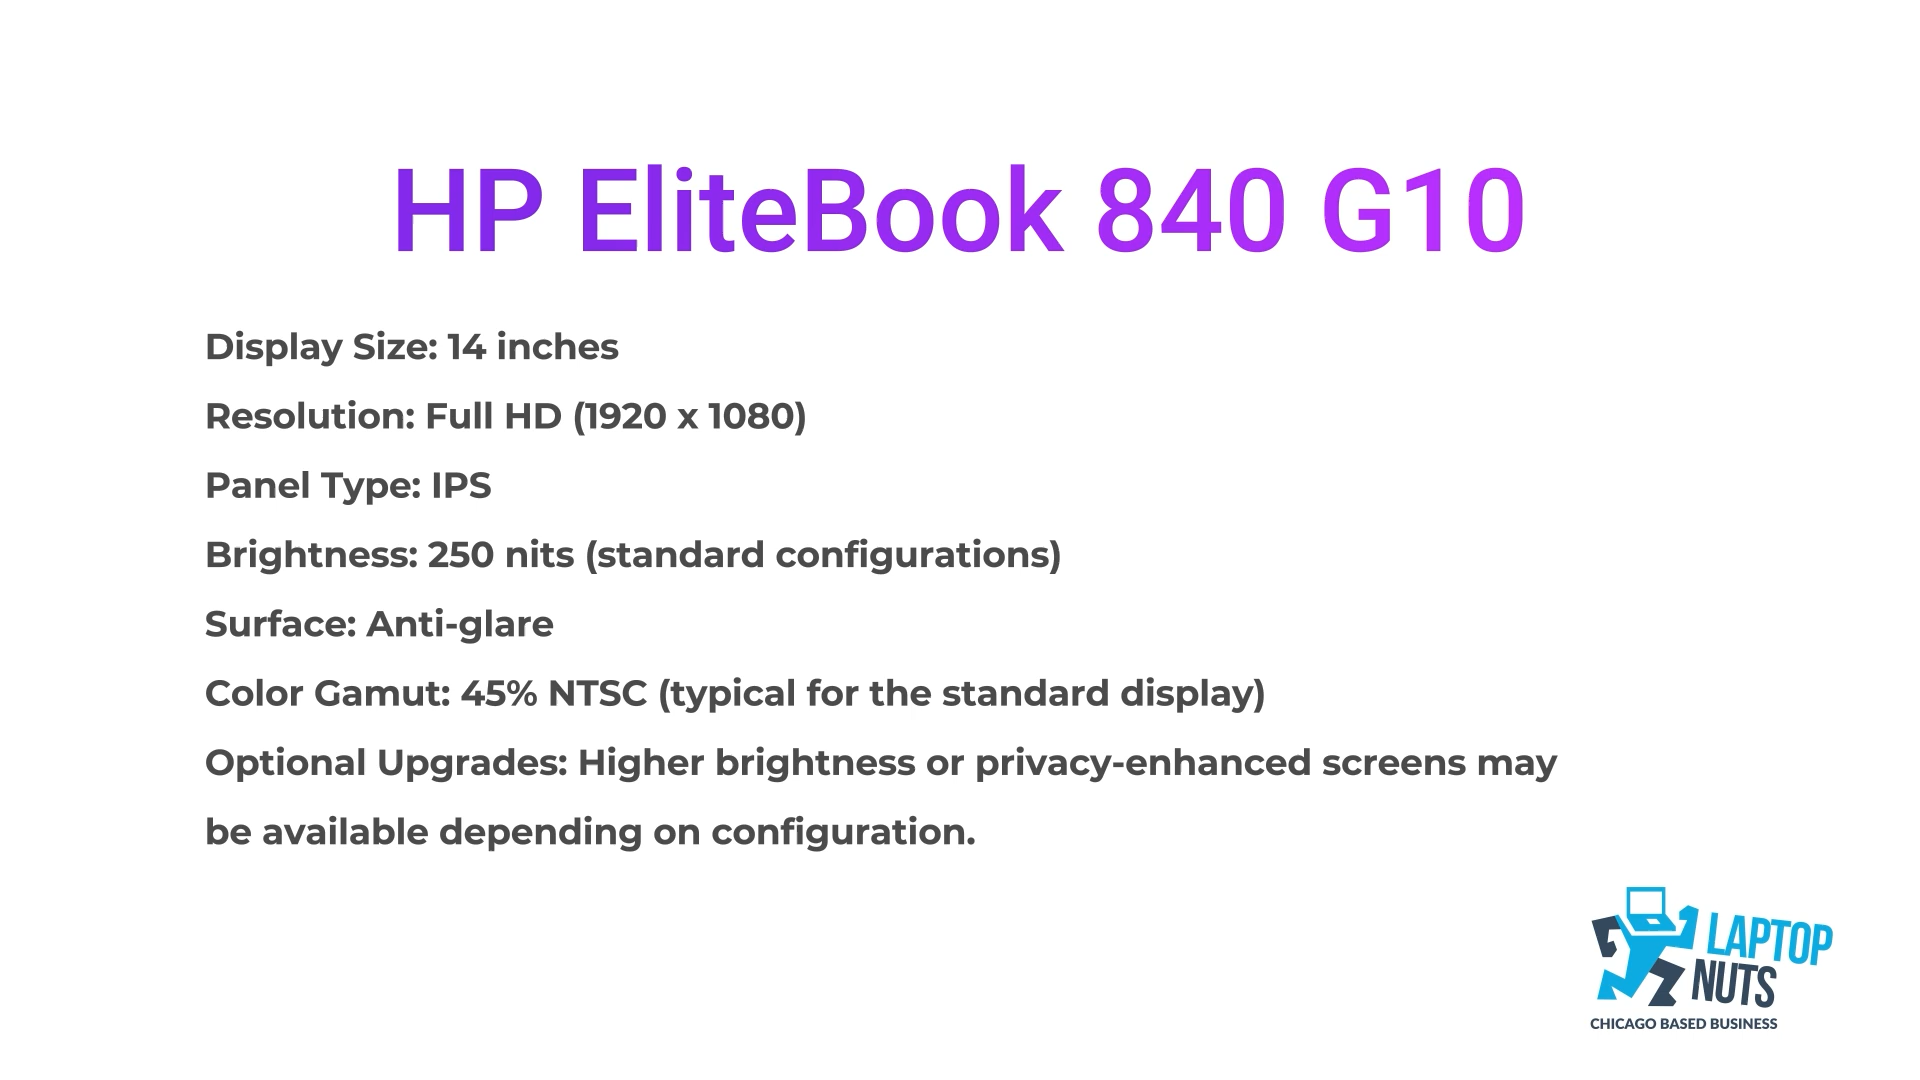 HP EliteBook 840 G10
Display Size: 14 inches
Resolution: Full HD (1920 x 1080)
Panel Type: IPS
Brightness: 250 nits (standard configurations)
Surface: Anti-glare
Color Gamut: 45% NTSC (typical for the standard display)
Optional Upgrades: Higher brightness or privacy-enhanced screens may
be available depending on configuration.
LAPTOP
NUTS
CHICAGO BASED BUSINESS